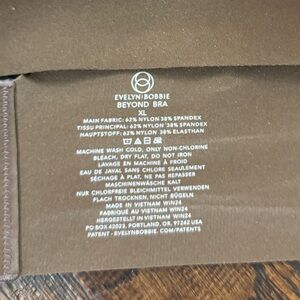 EVELYN·BOBBIE
BEYOND BRA
XL
MAIN FABRIC: 62% NYLON 38% SPANDEX
TISSU PRINCIPAL: 62% NYLON 38% SPANDEX
HAUPTSTOFF: 62% NYLON 38% ELASTHAN
MACHINE WASH COLD, ONLY NON-CHLORINE
BLEACH, DRY FLAT, DO NOT IRON
LAVAGE EN MACHINE À FROID
EAU DE JAVAL SANS CHLORE SEULEMENT
SÉCHAGE À PLAT, NE PAS REPASSER
MASCHINENWÄSCHE KALT
NUR CHLORFREIE BLEICHMITTEL VERWENDEN
FLACH TROCKNEN, NICHT BÜGELN
MADE IN VIETNAM WIN24
FABRIQUÉ AU VIETNAM WIN24
HERGESTELLT IN VIETNAM WIN24
PO BOX 42023, PORTLAND, OR, 97242 USA
PATENT · EVELYNBOBBIE.COM/PATENTS